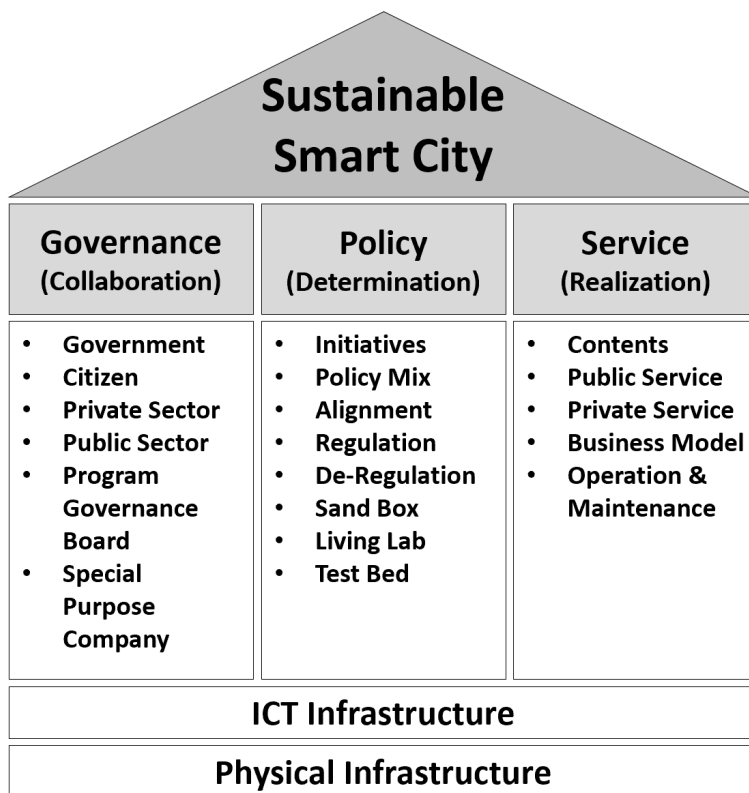 Sustainable
Smart City
Governance
(Collaboration)
• Government
• Citizen
• Private Sector
• Public Sector
• Program
Governance
Board
• Special
Purpose
Company
Policy
(Determination)
• Initiatives
• Policy Mix
• Alignment
• Regulation
• De-Regulation
• Sand Box
• Living Lab
• Test Bed
Service
(Realization)
• Contents
• Public Service
• Private Service
• Business Model
• Operation &
Maintenance
ICT Infrastructure
Physical Infrastructure